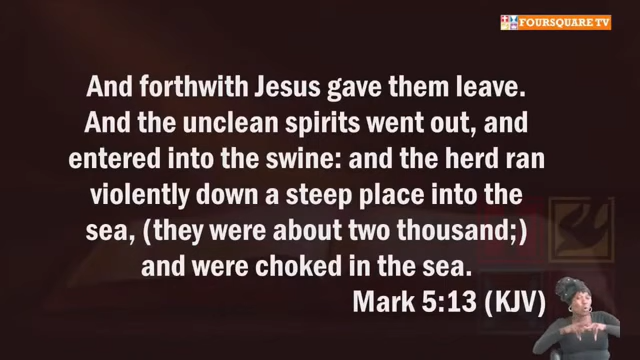 FOURSQUARE TV
And forthwith Jesus gave them leave.
And the unclean spirits went out, and
entered into the swine: and the herd ran
violently down a steep place into the
sea, (they were about two thousand;)
and were choked in the sea.
Mark 5:13 (KJV)